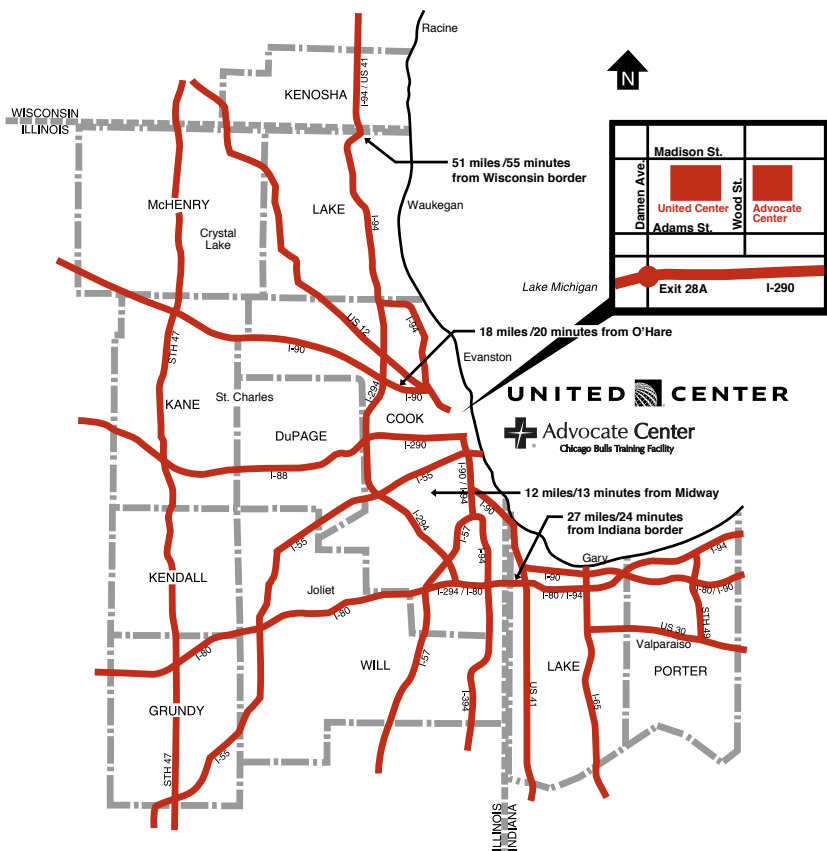 Racine
N
I-94 / US 41
KENOSHA
WISCONSIN
ILLINOIS
51 miles /55 minutes
from Wisconsin border
Madison St.
Damen Ave.
Wood St.
United Center
Advocate
Center
Adams St.
Exit 28A
I-290
McHENRY
LAKE
Waukegan
Crystal
Lake
I-94
Lake Michigan
US 12
I-94
18 miles /20 minutes from O'Hare
STH 47
I-90
Evanston
I-294
I-90
UNITED CENTER
KANE
St. Charles
COOK
Advocate Center
Chicago Bulls Training Facility
DuPAGE
I-290
I-88
I-55
I-90 / I-94
12 miles/13 minutes from Midway
I-90
27 miles/24 minutes
from Indiana border
I-294
I-57
I-55
I-94
I-94
Gary
KENDALL
Joliet
I-90
I-294 / I-80
I-80 / I-94
I-80/ I-90
I-80
STH 49
US 30
Valparaiso
I-80
I-57
WILL
LAKE
PORTER
US 41
I-65
I-394
GRUNDY
I-55
STH 47
ILLINOIS
INDIANA